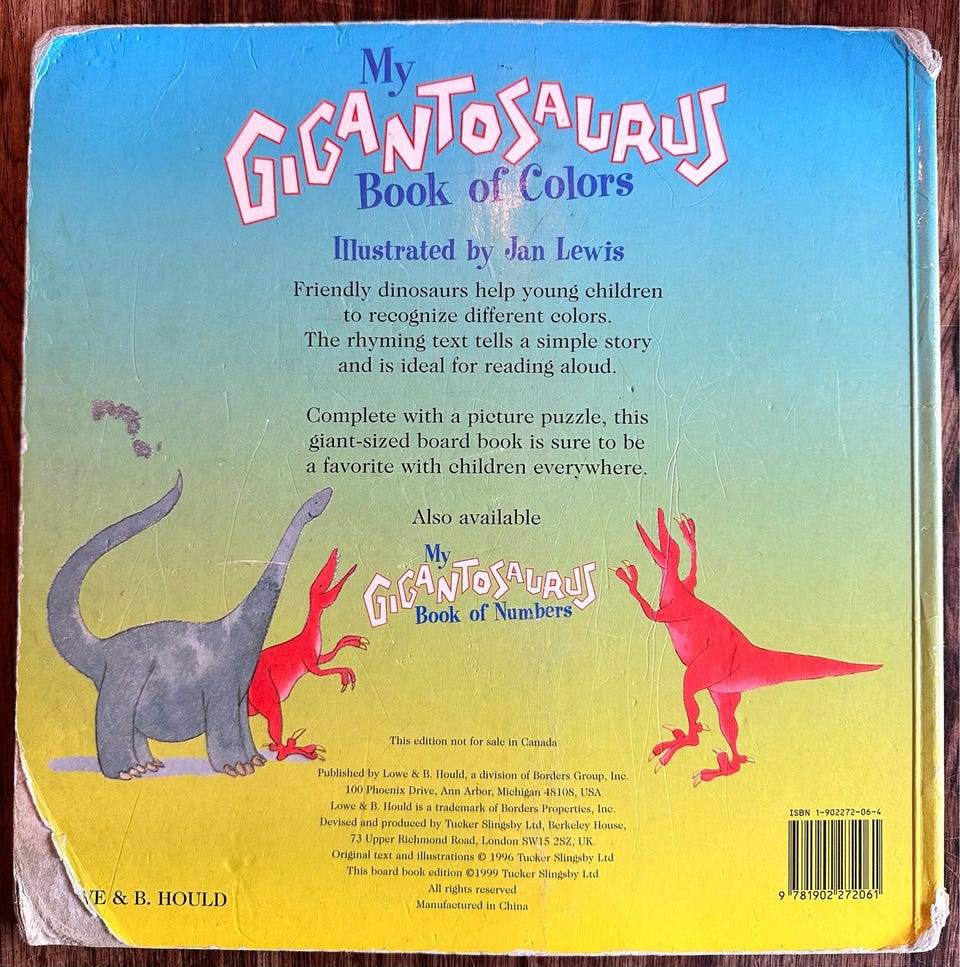 My
GIGANTOSAURUS
Book of Colors
Illustrated by Jan Lewis
Friendly dinosaurs help young children
to recognize different colors.
The rhyming text tells a simple story
and is ideal for reading aloud.
Complete with a picture puzzle, this
giant-sized board book is sure to be
a favorite with children everywhere.
Also available
My
GIGANTOSAURUS
Book of Numbers
This edition not for sale in Canada
Published by Lowe & B. Hould, a division of Borders Group, Inc.
100 Phoenix Drive, Ann Arbor, Michigan 48108, USA
Lowe & B. Hould is a trademark of Borders Properties, Inc.
Devised and produced by Tucker Slingsby Ltd, Berkeley House,
73 Upper Richmond Road, London SW15 2SZ, UK.
Original text and illustrations © 1996 Tucker Slingsby Ltd
This board book edition ©1999 Tucker Slingsby Ltd
All rights reserved
Manufactured in China
VE & B. HOULD
ISBN 1-902272-06-4
9 781902 272061